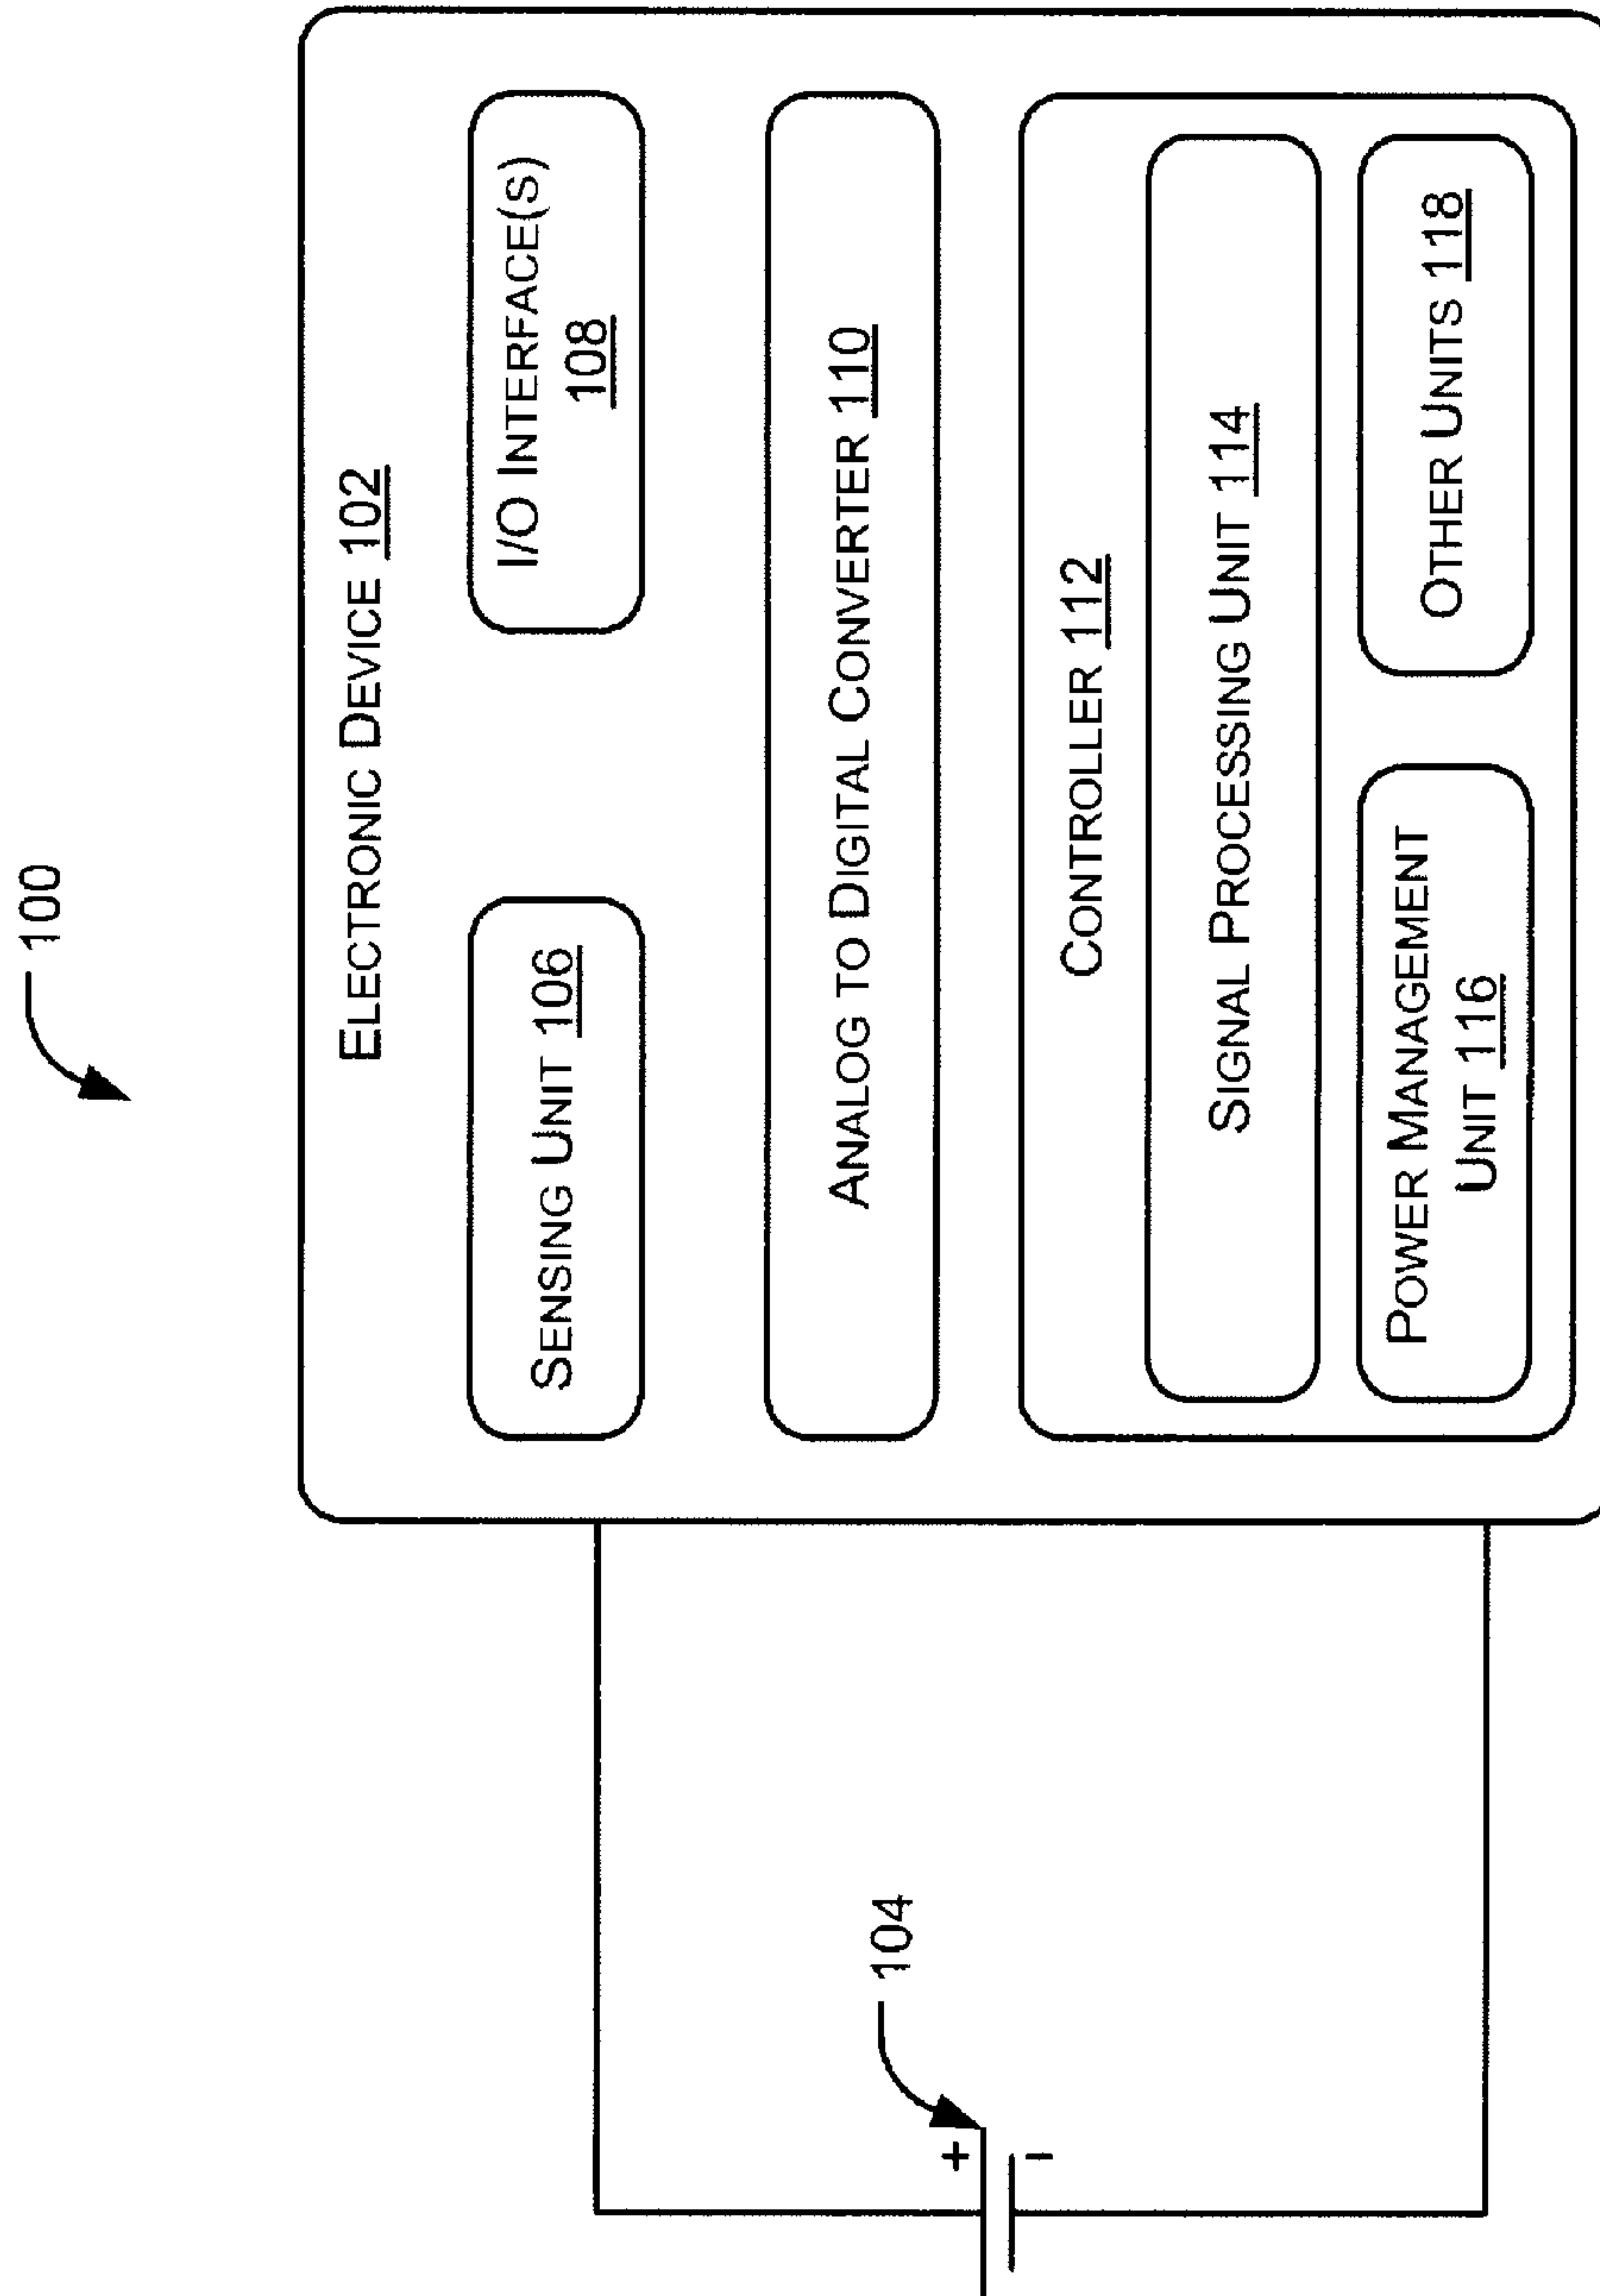 100
ELECTRONIC DEVICE 102
SENSING UNIT 106
I/O INTERFACE(S)
108
ANALOG TO DIGITAL CONVERTER 110
CONTROLLER 112
SIGNAL PROCESSING UNIT 114
POWER MANAGEMENT
UNIT 116
OTHER UNITS 118
104
+
−